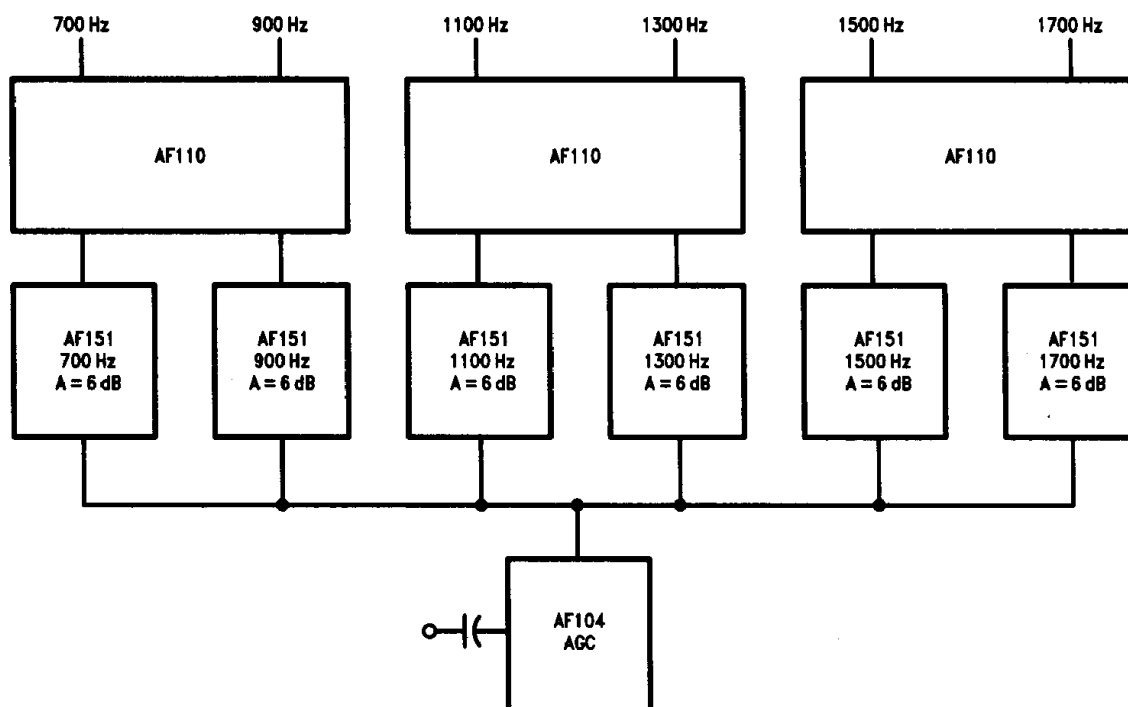 700 Hz
900 Hz
1100 Hz
1300 Hz
1500 Hz
1700 Hz
AF110
AF110
AF110
AF151
700 Hz
A = 6 dB
AF151
900 Hz
A = 6 dB
AF151
1100 Hz
A = 6 dB
AF151
1300 Hz
A = 6 dB
AF151
1500 Hz
A = 6 dB
AF151
1700 Hz
A = 6 dB
AF104
AGC